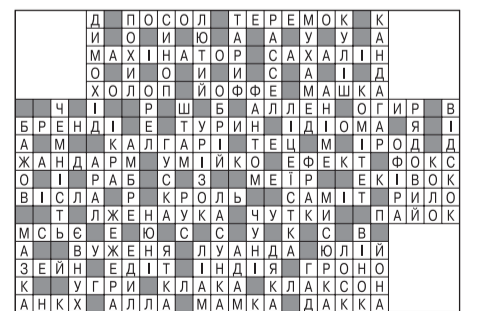 Д ПОСОЛ ТЕРЕМОК К
И О И Ю А А У У А
МАХІНАТОР САХАЛІН
О И О И И С А І Д
ХОЛОП ЙОФФЕ МАШКА
Ч І Р Ш Б АЛЛЕН ОГИР В
БРЕНДІ Е ТУРИН ІДІОМА Я І
А М КАЛГАРІ ТЕЦ М ІРОД Д
ЖАНДАРМ УМІЙКО ЕФЕКТ ФОКС
О І РАБ С З МЕЇР ЕКІВОК
ВІСЛА Р КРОЛЬ САМІТ РИЛО
Т ЛЖЕНАУКА ЧУТКИ ПАЙОК
МСЬЄ Е Ю С С У К С В
А ВУЖЕНЯ ЛУАНДА ЮЛІЙ
ЗЕЙН ЕДІТ ІНДІЯ ГРОНО
К УГРИ КЛАКА КЛАКСОН
АНКХ АЛЛА МАМКА ДАККА